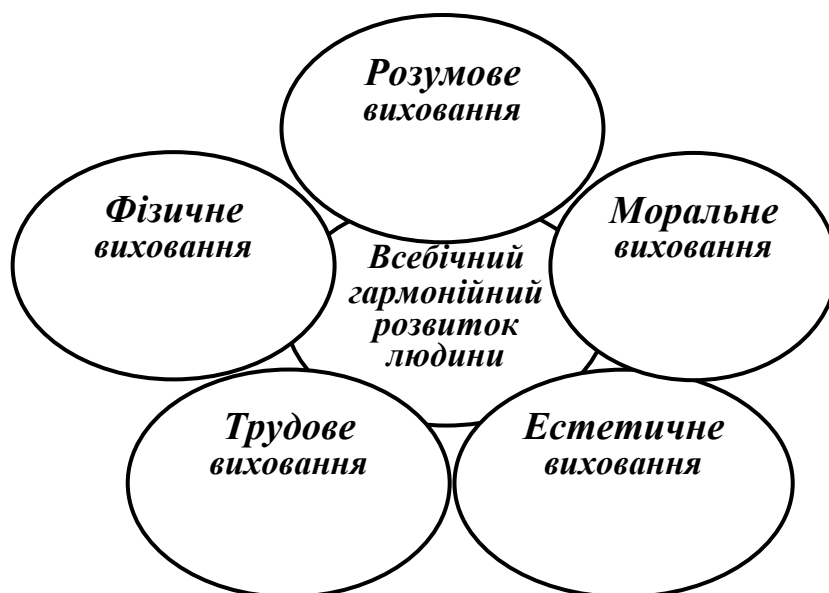 Розумове
виховання
Фізичне
виховання
Моральне
виховання
Всебічний
гармонійний
розвиток
людини
Трудове
виховання
Естетичне
виховання